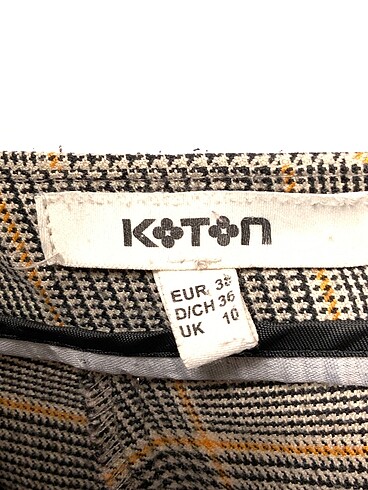 KOTON
EUR 38
D/CH 36
UK 10